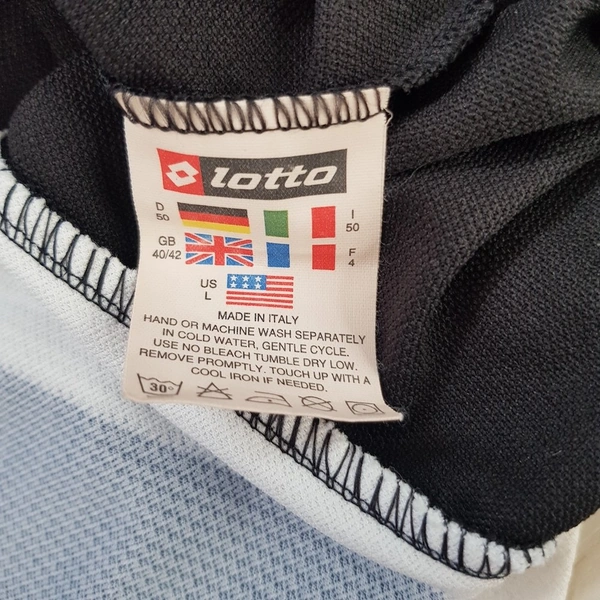 lotto
D
50
I
50
GB
40/42
F
4
US
L
MADE IN ITALY
HAND OR MACHINE WASH SEPARATELY
IN COLD WATER, GENTLE CYCLE.
USE NO BLEACH TUMBLE DRY LOW.
REMOVE PROMPTLY. TOUCH UP WITH A
COOL IRON IF NEEDED.
30°